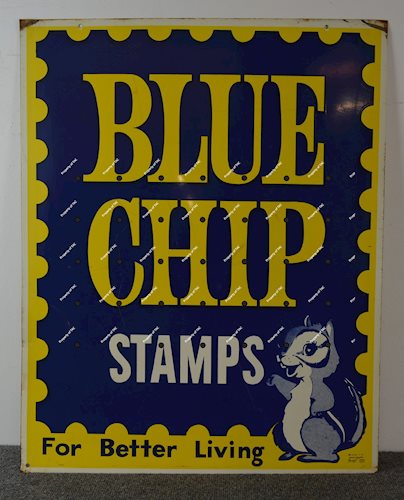 BLUE
CHIP
STAMPS
For Better Living